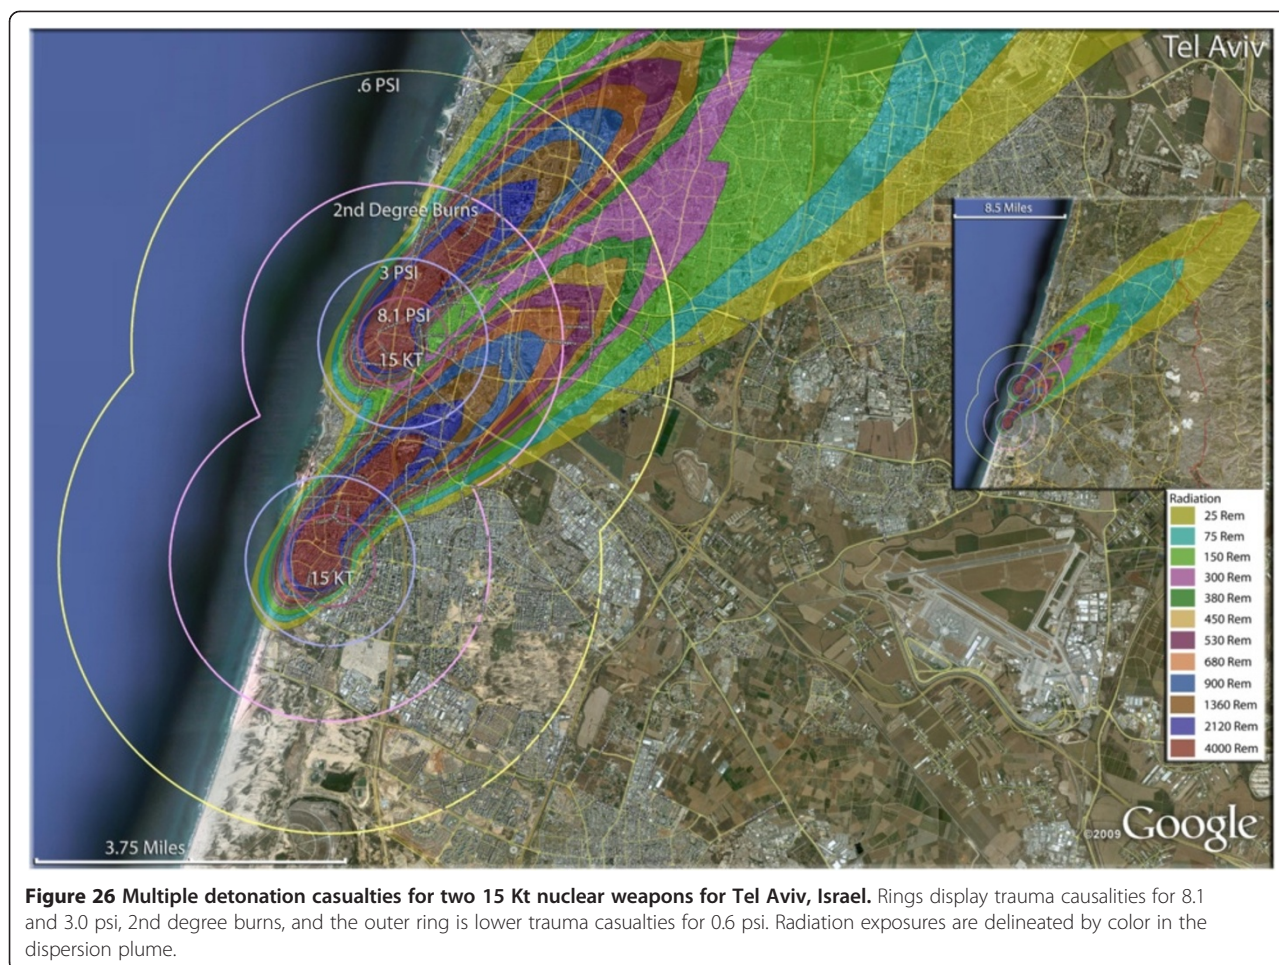 Tel Aviv
.6 PSI
2nd Degree Burns
3 PSI
8.1 PSI
15 KT
15 KT
8.5 Miles
Radiation
25 Rem
75 Rem
150 Rem
300 Rem
380 Rem
450 Rem
530 Rem
680 Rem
900 Rem
1360 Rem
2120 Rem
4000 Rem
©2009 Google
3.75 Miles
Figure 26 Multiple detonation casualties for two 15 Kt nuclear weapons for Tel Aviv, Israel. Rings display trauma causalities for 8.1
and 3.0 psi, 2nd degree burns, and the outer ring is lower trauma casualties for 0.6 psi. Radiation exposures are delineated by color in the
dispersion plume.